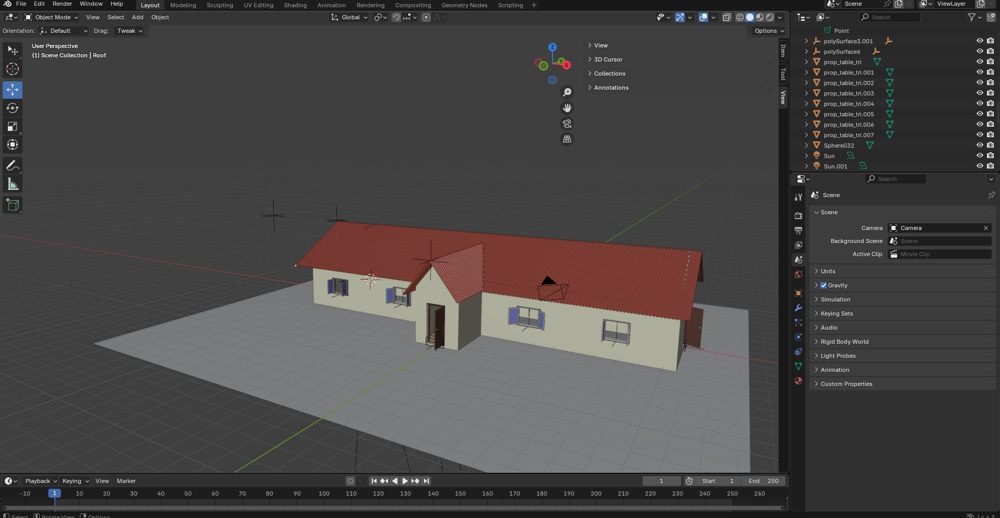 File Edit Render Window Help Layout Modeling Sculpting UV Editing Shading Animation Rendering Compositing Geometry Nodes Scripting + Scene ViewLayer
Object Mode View Select Add Object Global Search
Orientation: Default Drag: Tweak Options
User Perspective
(1) Scene Collection | Roof
Z
Y
X
View
3D Cursor
Collections
Annotations
Item
Tool
View
Point
polySurface3.001
polySurface6
prop_table_tri
prop_table_tri.001
prop_table_tri.002
prop_table_tri.003
prop_table_tri.004
prop_table_tri.005
prop_table_tri.006
prop_table_tri.007
Sphere032
Sun
Sun.001
Search
Scene
Scene
Camera Camera
Background Scene Scene
Active Clip Movie Clip
Units
Gravity
Simulation
Keying Sets
Audio
Rigid Body World
Light Probes
Animation
Custom Properties
Playback Keying View Marker 1 Start 1 End 250
-10 1 10 20 30 40 50 60 70 80 90 100 110 120 130 140 150 160 170 180 190 200 210 220 230 240 250 260
Select Rotate View Options 4.4.3